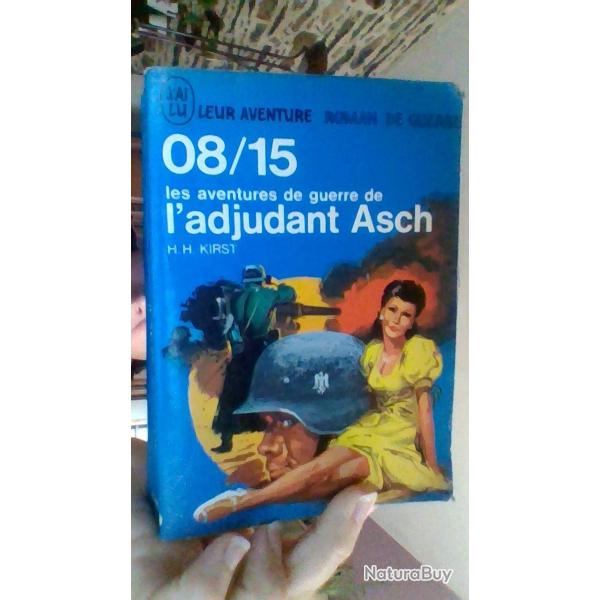 J'AI LU
LEUR AVENTURE ROMAN DE GUERRE
08/15
les aventures de guerre de
l'adjudant Asch
H. H. KIRST
NaturaBuy